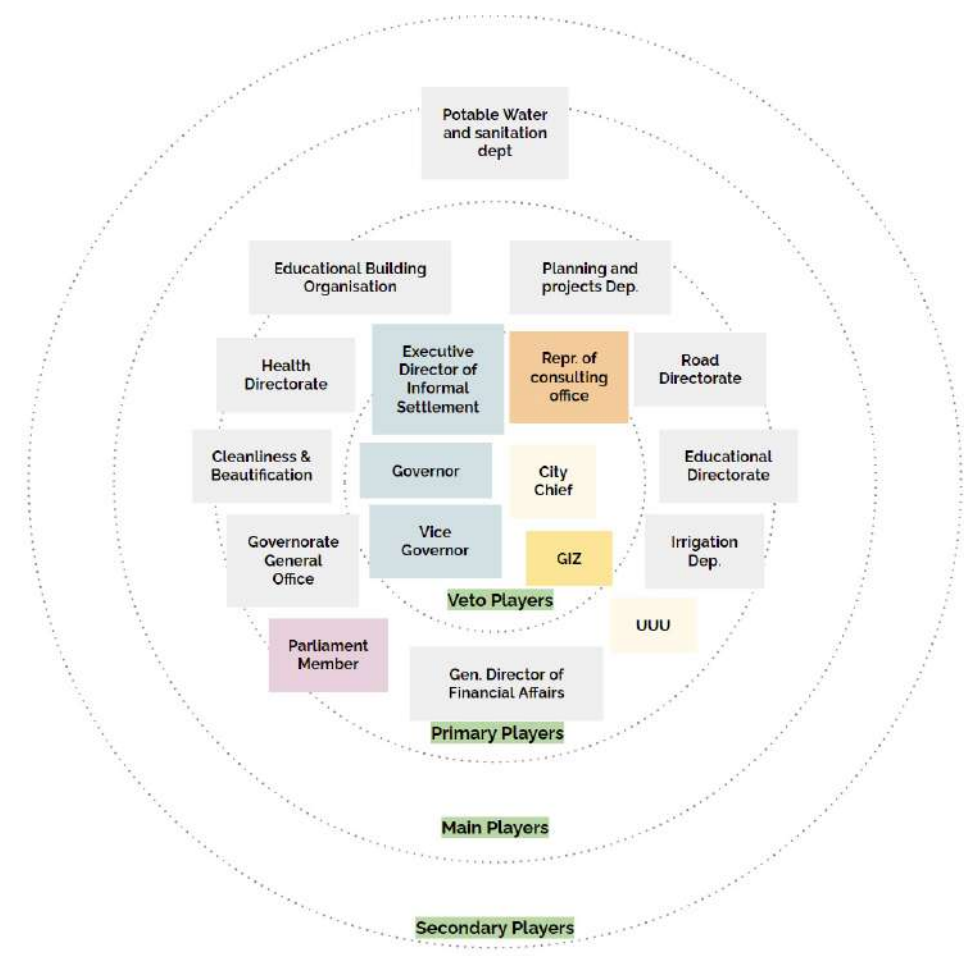 Potable Water
and sanitation
dept
Educational Building
Organisation
Planning and
projects Dep.
Health
Directorate
Executive
Director of
Informal
Settlement
Repr. of
consulting
office
Road
Directorate
Cleanliness &
Beautification
Governor
City
Chief
Educational
Directorate
Governorate
General
Office
Vice
Governor
GIZ
Irrigation
Dep.
Veto Players
UUU
Parliament
Member
Gen. Director of
Financial Affairs
Primary Players
Main Players
Secondary Players